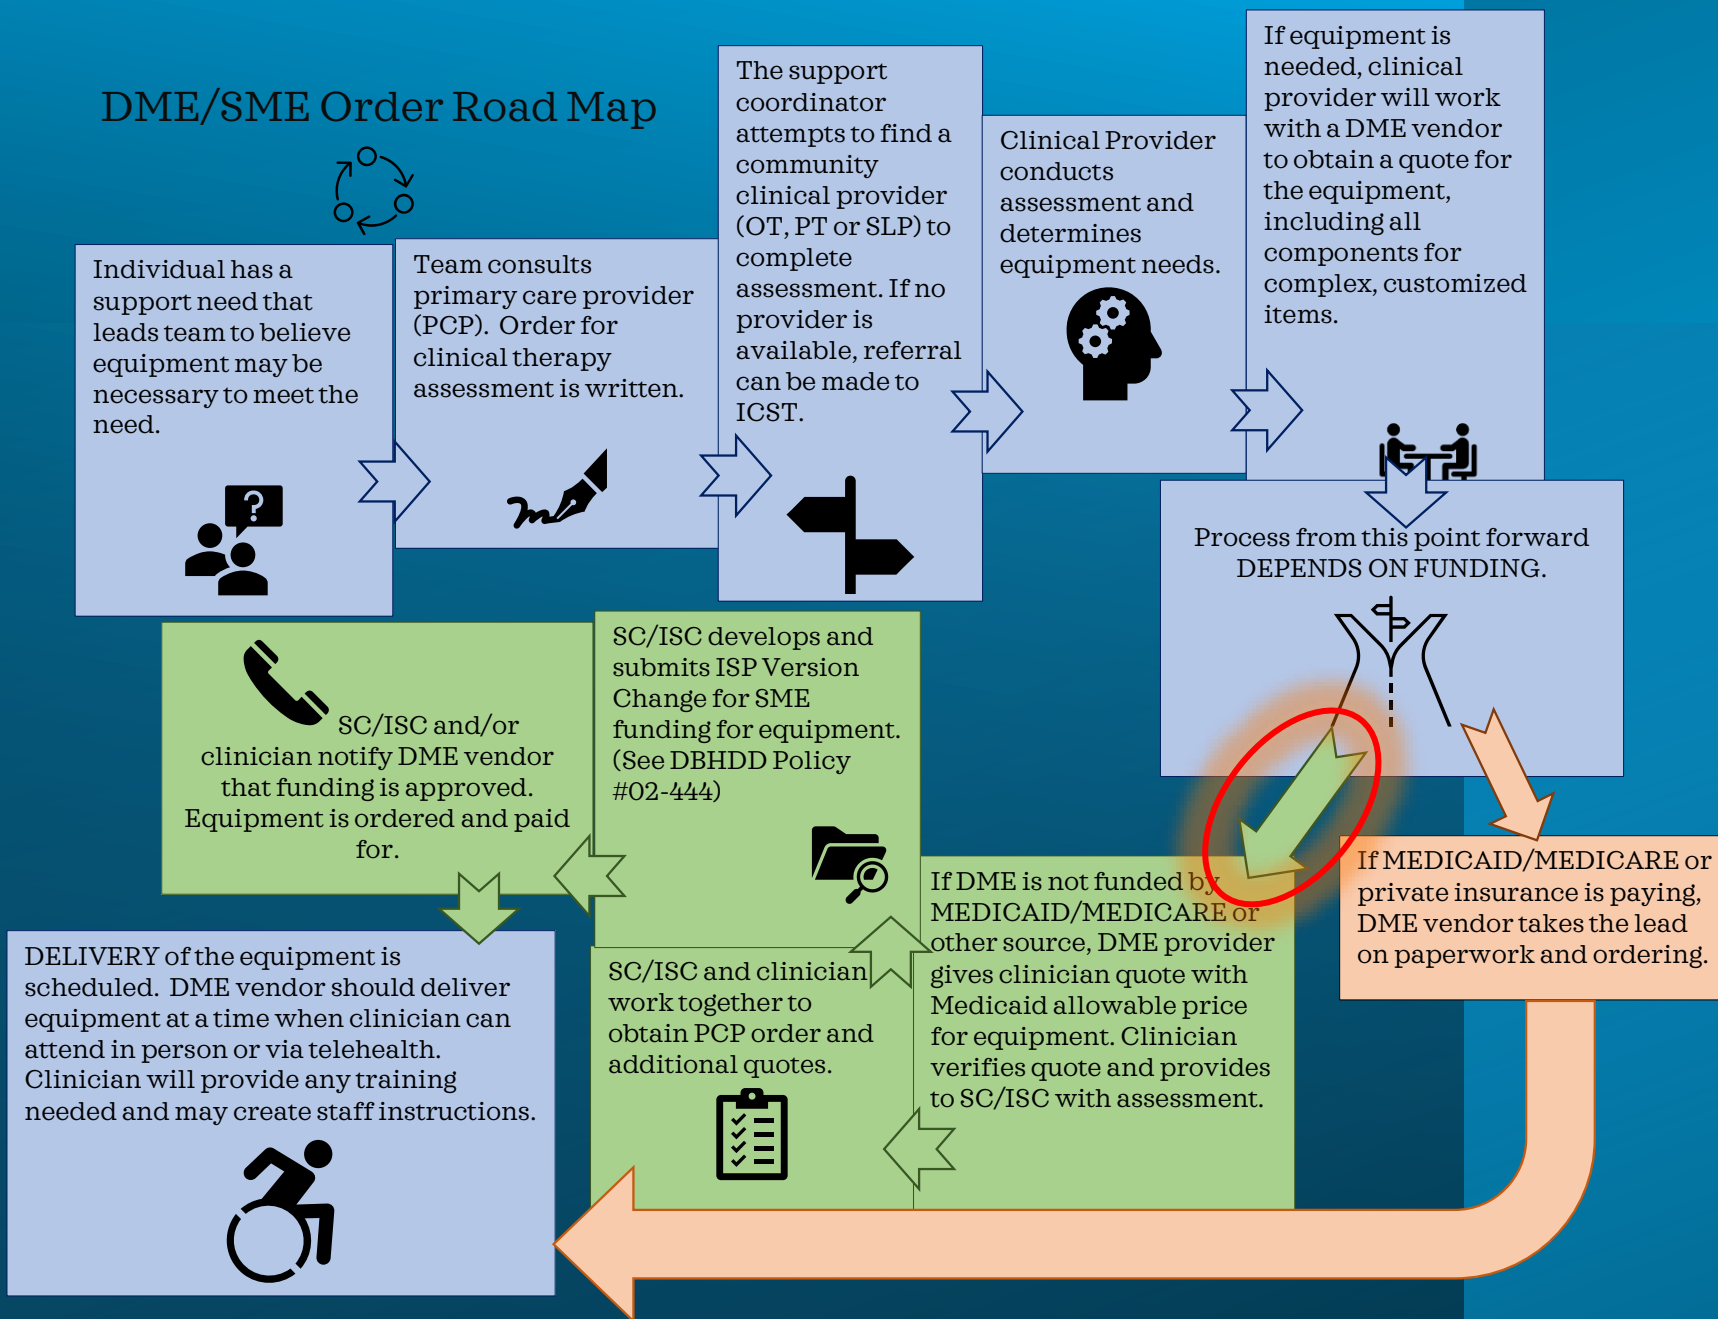 DME/SME Order Road Map
Individual has a
support need that
leads team to believe
equipment may be
necessary to meet the
need.
?
Team consults
primary care provider
(PCP). Order for
clinical therapy
assessment is written.
The support
coordinator
attempts to find a
community
clinical provider
(OT, PT or SLP) to
complete
assessment. If no
provider is
available, referral
can be made to
ICST.
Clinical Provider
conducts
assessment and
determines
equipment needs.
If equipment is
needed, clinical
provider will work
with a DME vendor
to obtain a quote for
the equipment,
including all
components for
complex, customized
items.
Process from this point forward
DEPENDS ON FUNDING.
If MEDICAID/MEDICARE or
private insurance is paying,
DME vendor takes the lead
on paperwork and ordering.
If DME is not funded by
MEDICAID/MEDICARE or
other source, DME provider
gives clinician quote with
Medicaid allowable price
for equipment. Clinician
verifies quote and provides
to SC/ISC with assessment.
SC/ISC and clinician
work together to
obtain PCP order and
additional quotes.
SC/ISC develops and
submits ISP Version
Change for SME
funding for equipment.
(See DBHDD Policy
#02-444)
SC/ISC and/or
clinician notify DME vendor
that funding is approved.
Equipment is ordered and paid
for.
DELIVERY of the equipment is
scheduled. DME vendor should deliver
equipment at a time when clinician can
attend in person or via telehealth.
Clinician will provide any training
needed and may create staff instructions.